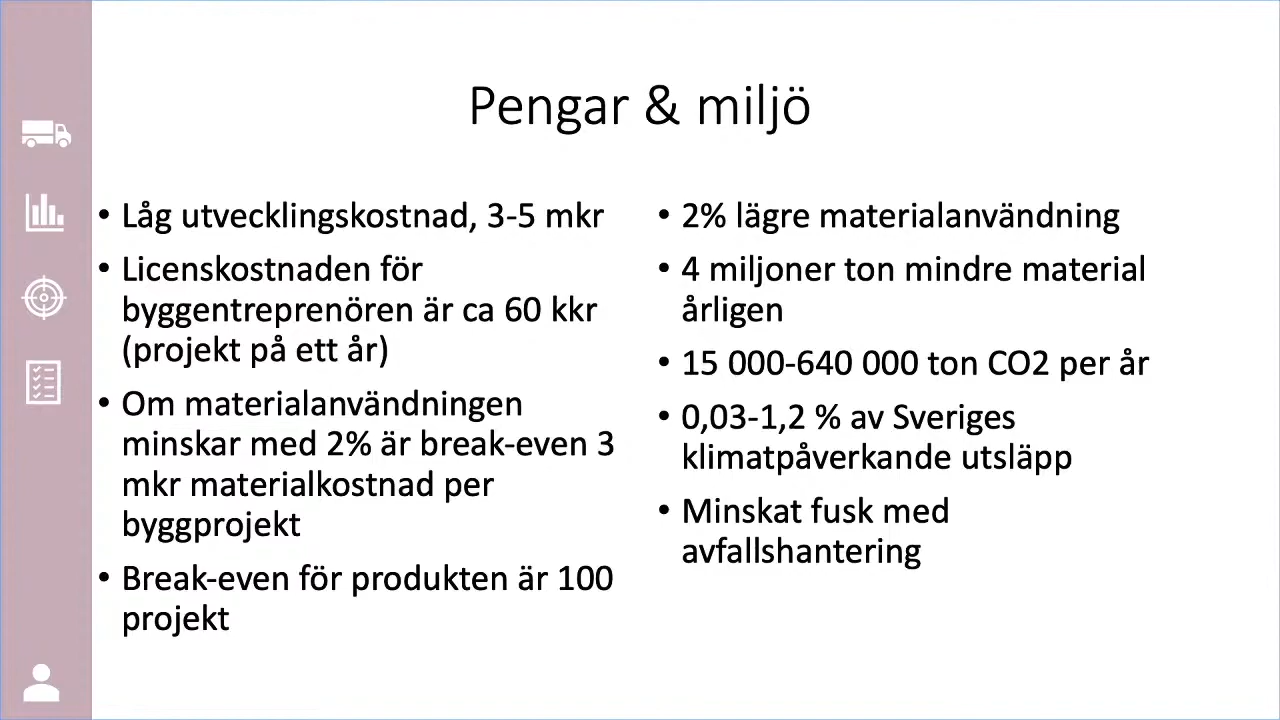 Pengar & miljö
• Låg utvecklingskostnad, 3-5 mkr
• Licenskostnaden för
byggentreprenören är ca 60 kkr
(projekt på ett år)
• Om materialanvändningen
minskar med 2% är break-even 3
mkr materialkostnad per
byggprojekt
• Break-even för produkten är 100
projekt
• 2% lägre materialanvändning
• 4 miljoner ton mindre material
årligen
• 15 000-640 000 ton CO2 per år
• 0,03-1,2 % av Sveriges
klimatpåverkande utsläpp
• Minskat fusk med
avfallshantering